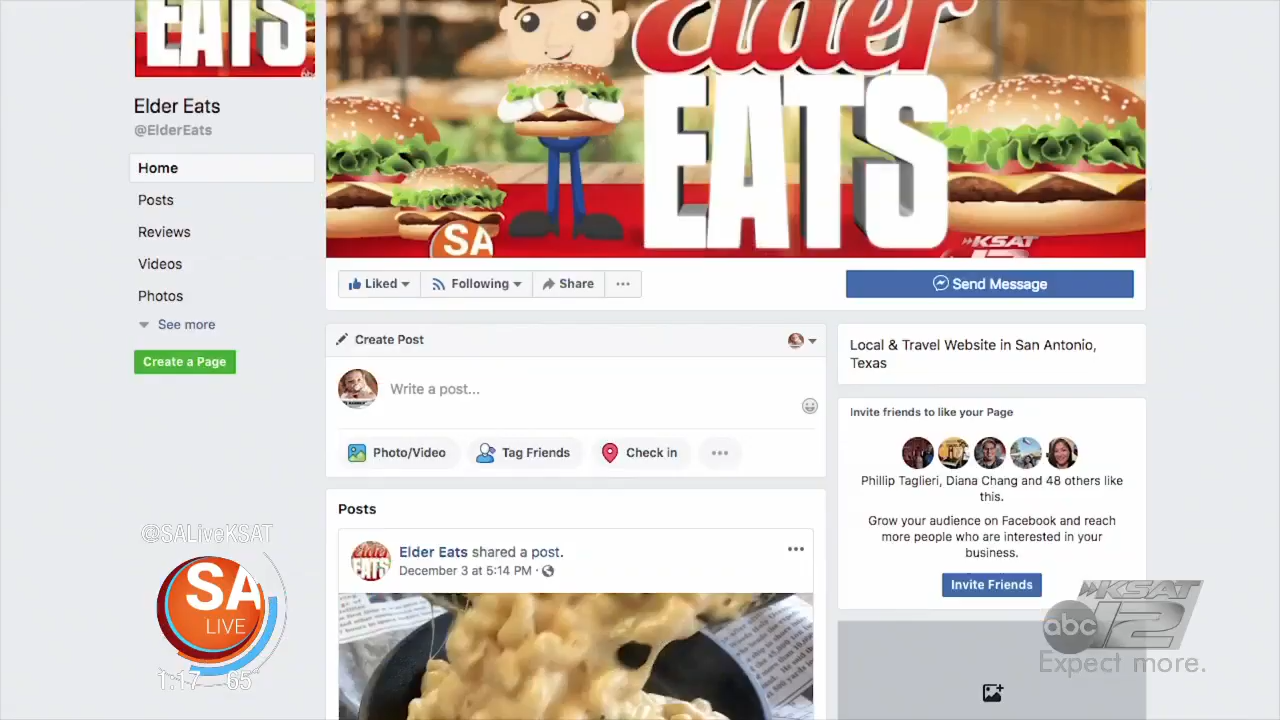 EATS
Elder Eats
@ElderEats
Home
Posts
Reviews
Videos
Photos
See more
Create a Page
elder
EATS
SA
KSAT
12
Liked
Following
Share
Send Message
Create Post
Write a post...
Photo/Video
Tag Friends
Check in
Posts
Elder Eats shared a post.
December 3 at 5:14 PM ·
Local & Travel Website in San Antonio,
Texas
Invite friends to like your Page
Phillip Taglieri, Diana Chang and 48 others like
this.
Grow your audience on Facebook and reach
more people who are interested in your
business.
Invite Friends
@SALiveKSAT
SA
LIVE
1:17 65°
KSAT
abc 12
Expect more.